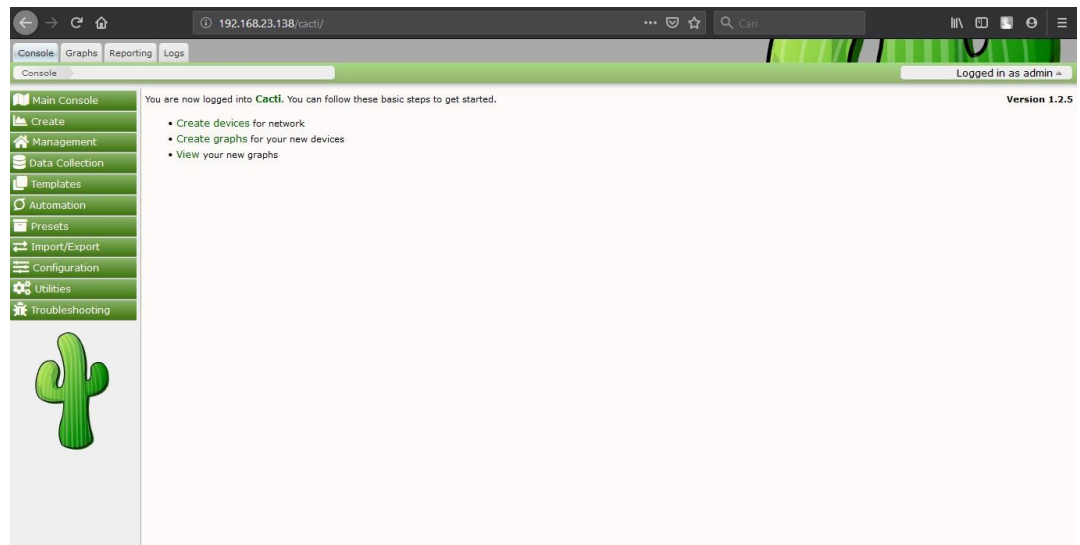 192.168.23.138/cacti/
Cari
Console Graphs Reporting Logs
Console
Logged in as admin
Main Console
Create
Management
Data Collection
Templates
Automation
Presets
Import/Export
Configuration
Utilities
Troubleshooting
You are now logged into Cacti. You can follow these basic steps to get started.
Version 1.2.5
• Create devices for network
• Create graphs for your new devices
• View your new graphs